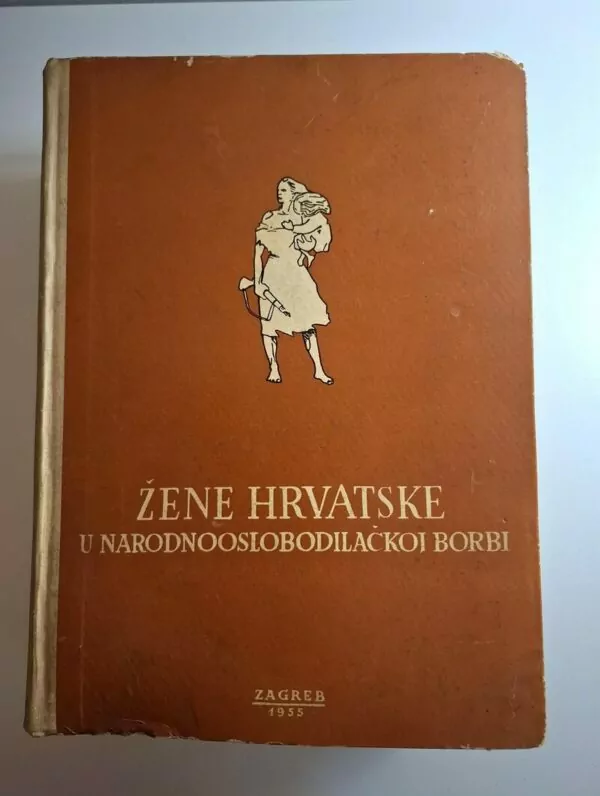 ŽENE HRVATSKE
U NARODNOOSLOBODILAČKOJ BORBI
ZAGREB
1955